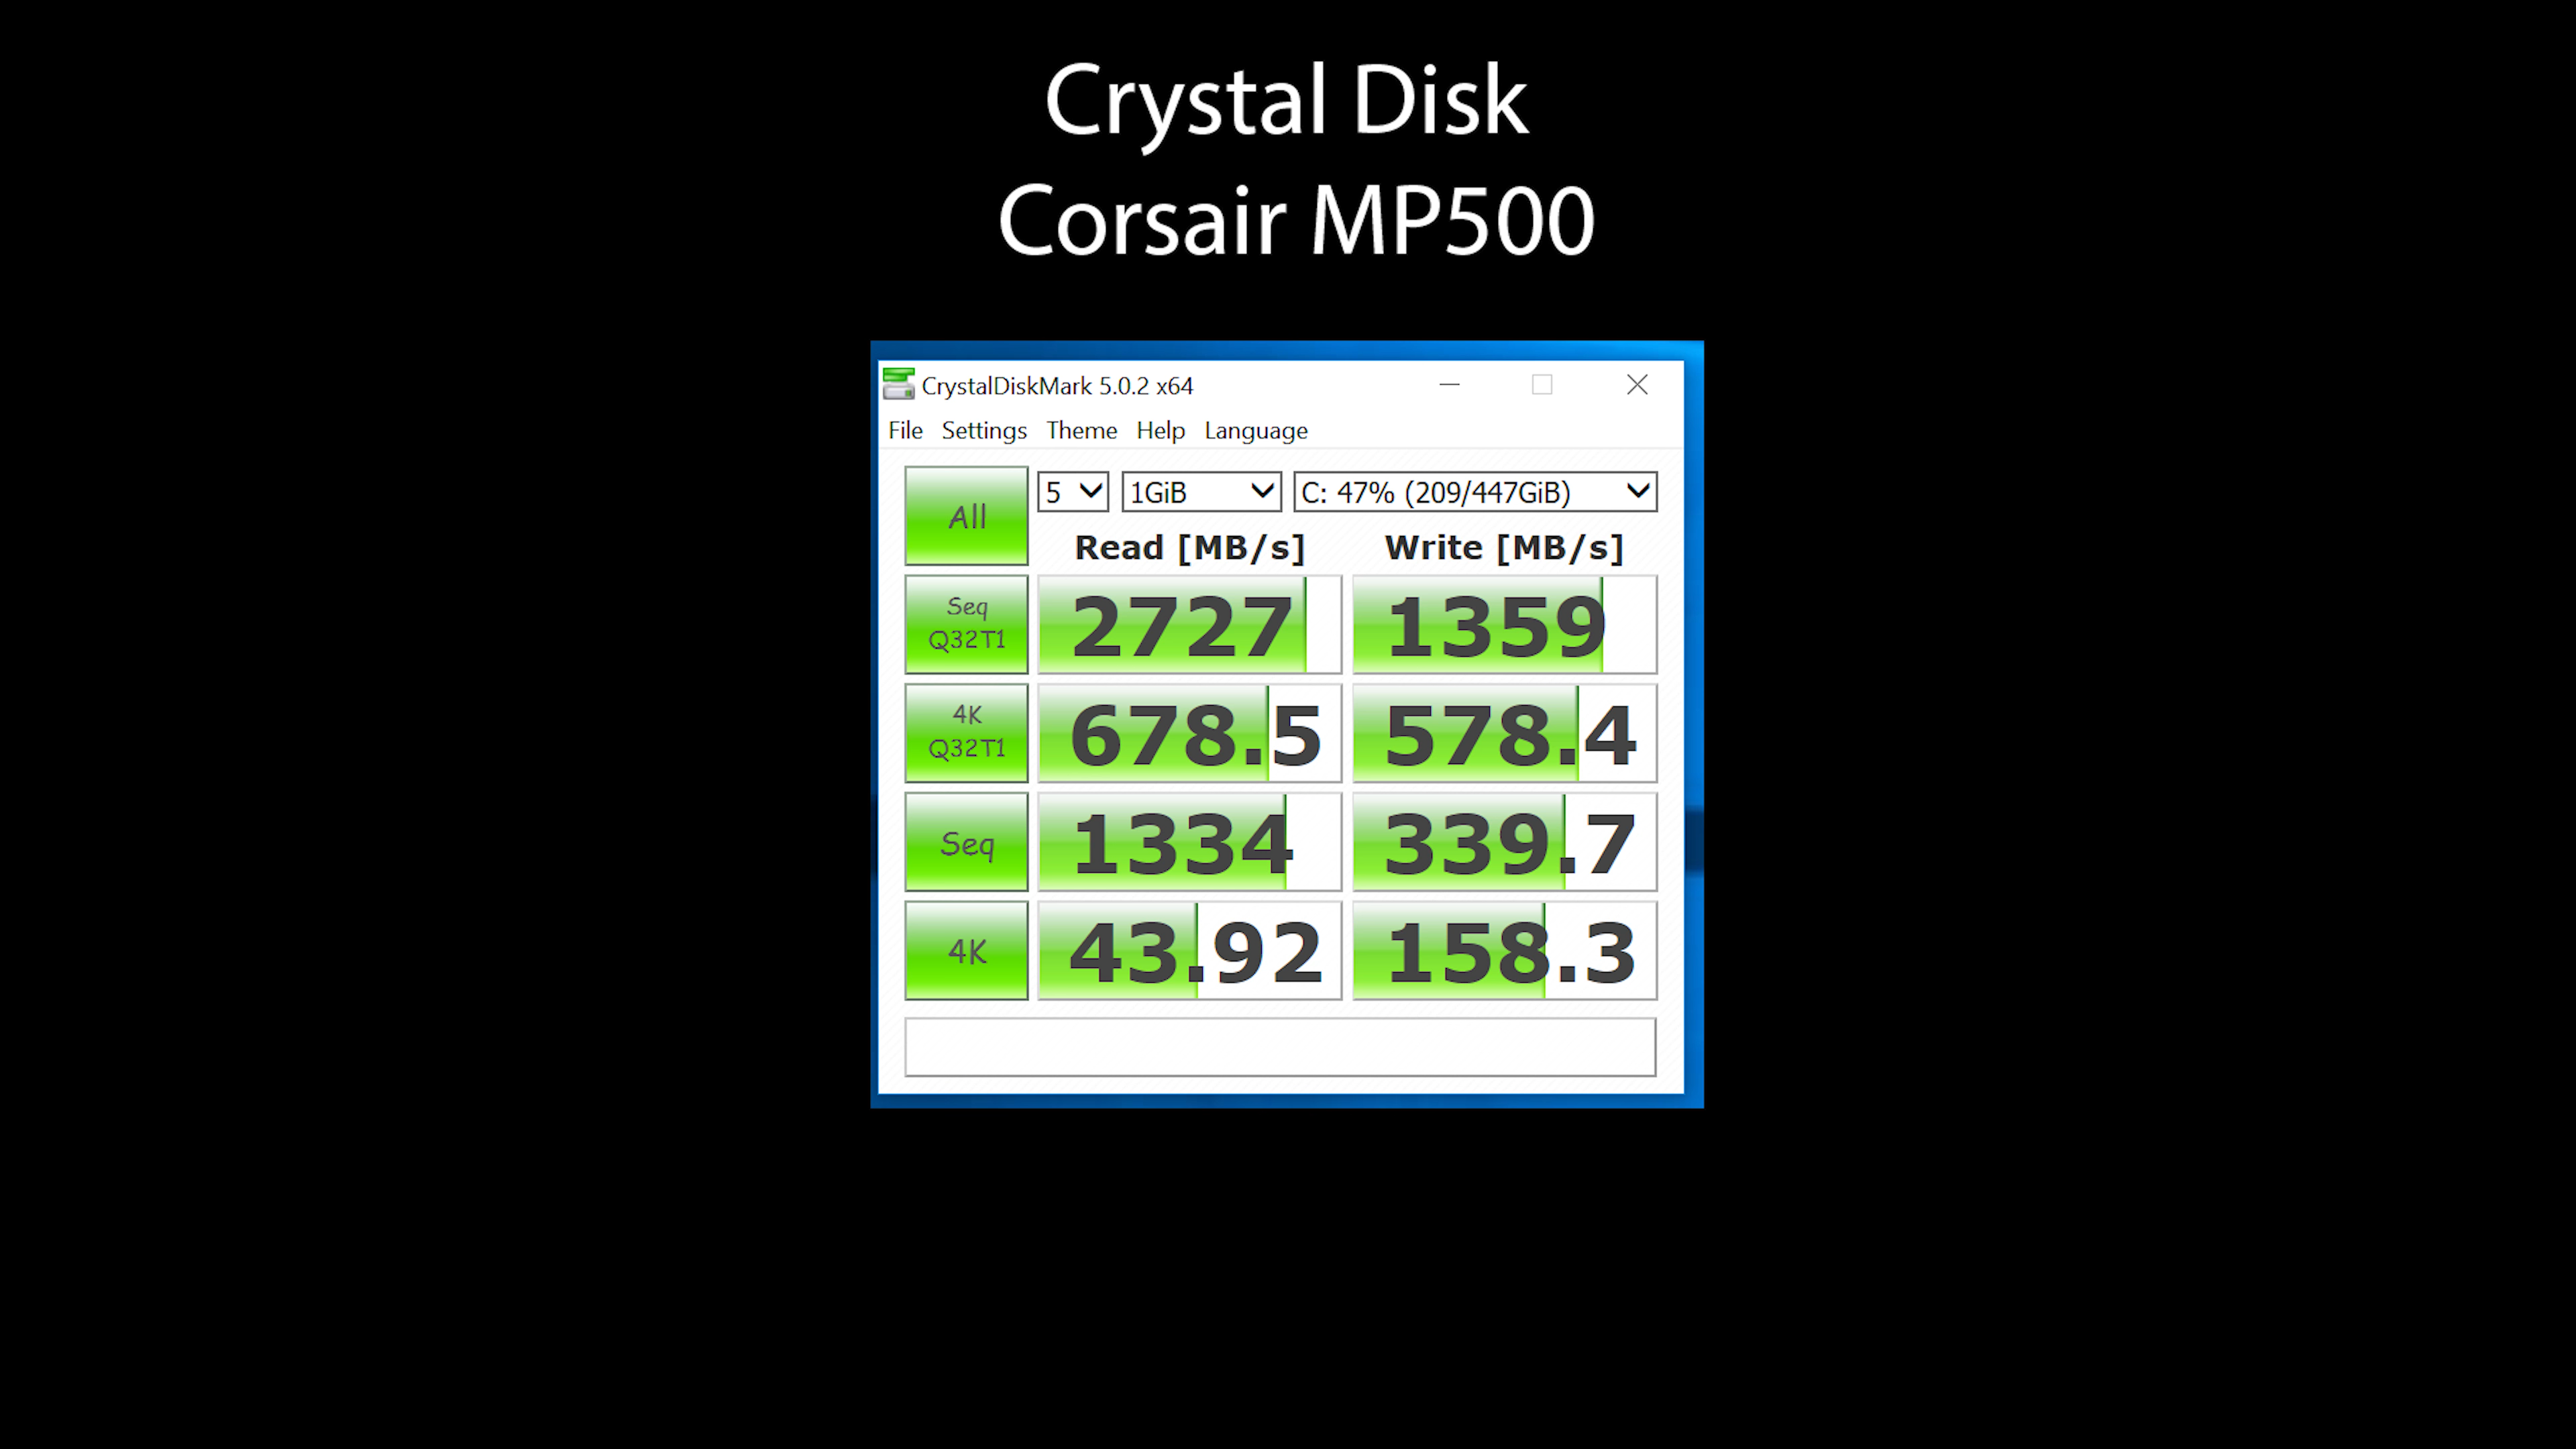 Crystal Disk
Corsair MP500
CrystalDiskMark 5.0.2 x64
File Settings Theme Help Language
All 5 1GiB C: 47% (209/447GiB)
Read [MB/s] Write [MB/s]
Seq
Q32T1
2727 1359
4K
Q32T1
678.5 578.4
Seq 1334 339.7
4K 43.92 158.3